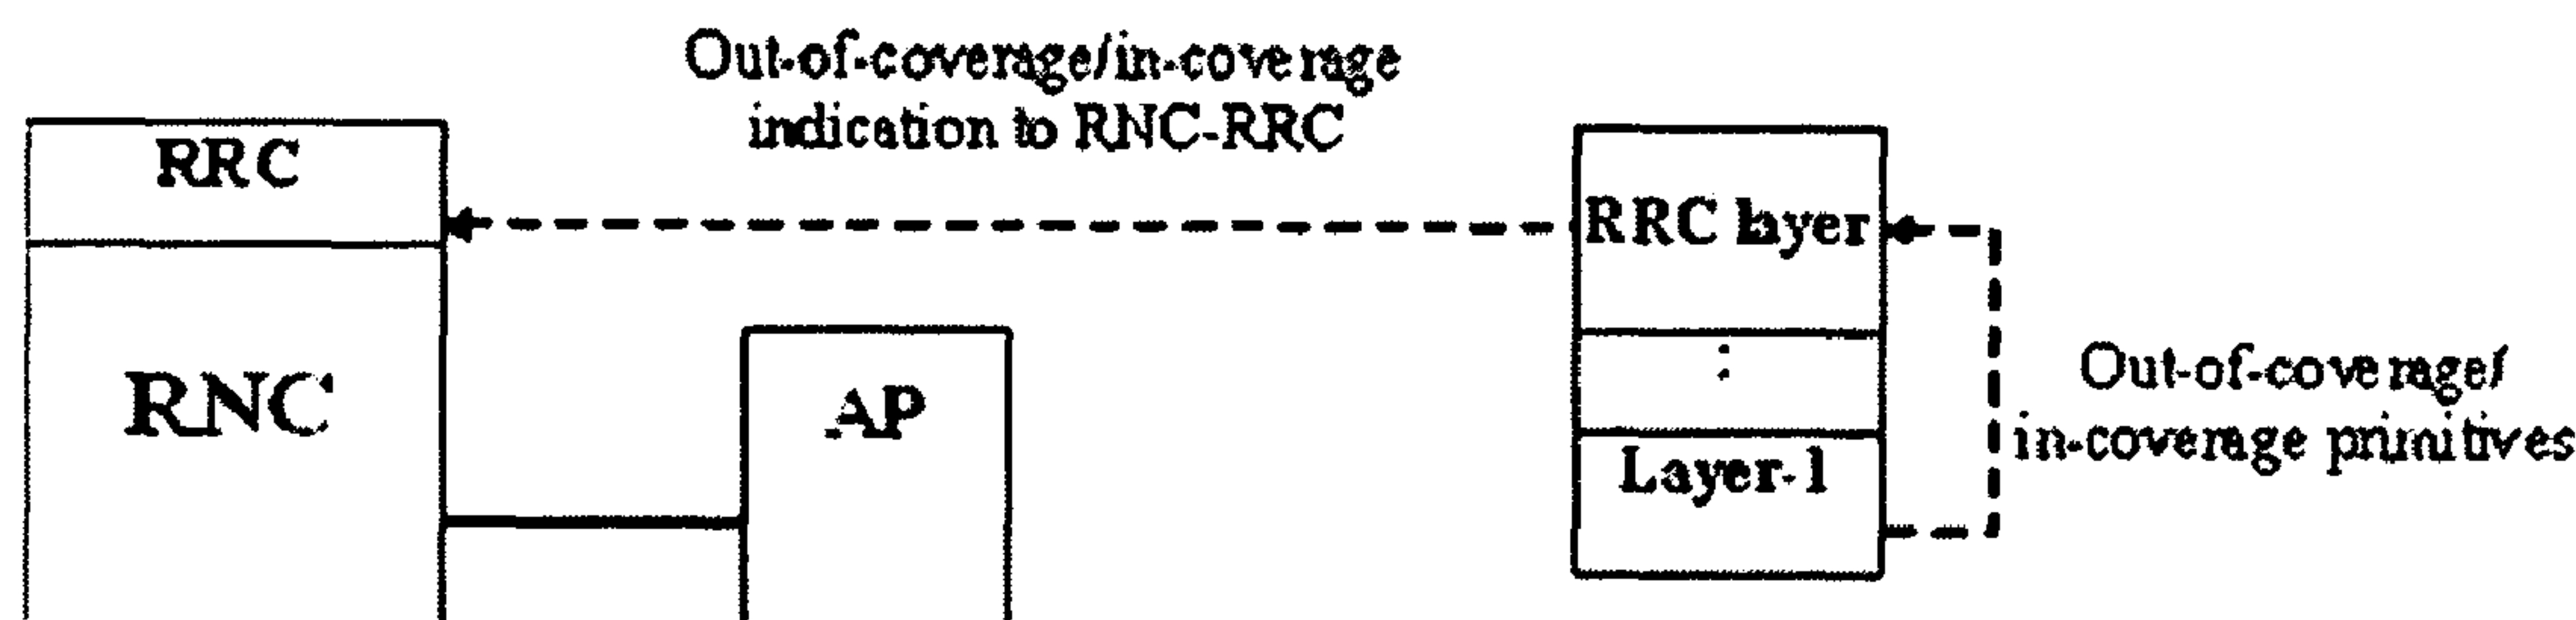 Out-of-coverage/in-coverage
indication to RNC-RRC
RRC
RRC layer
RNC
AP
:
Layer-1
Out-of-coverage/
in-coverage primitives